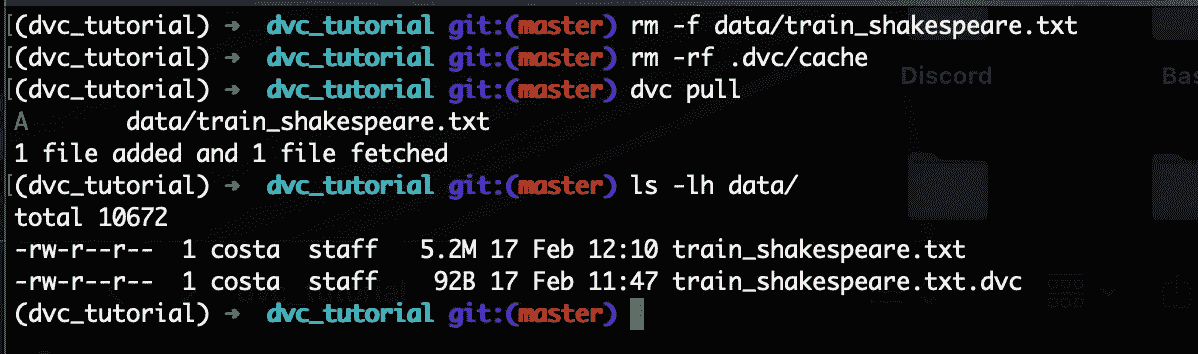 [(dvc_tutorial) → dvc_tutorial git:(master) rm -f data/train_shakespeare.txt
[(dvc_tutorial) → dvc_tutorial git:(master) rm -rf .dvc/cache
Discord
Bas
[(dvc_tutorial) → dvc_tutorial git:(master) dvc pull
A       data/train_shakespeare.txt
1 file added and 1 file fetched
[(dvc_tutorial) → dvc_tutorial git:(master) ls -lh data/
total 10672
-rw-r--r--  1 costa  staff   5.2M 17 Feb 12:10 train_shakespeare.txt
-rw-r--r--  1 costa  staff    92B 17 Feb 11:47 train_shakespeare.txt.dvc
(dvc_tutorial) → dvc_tutorial git:(master)